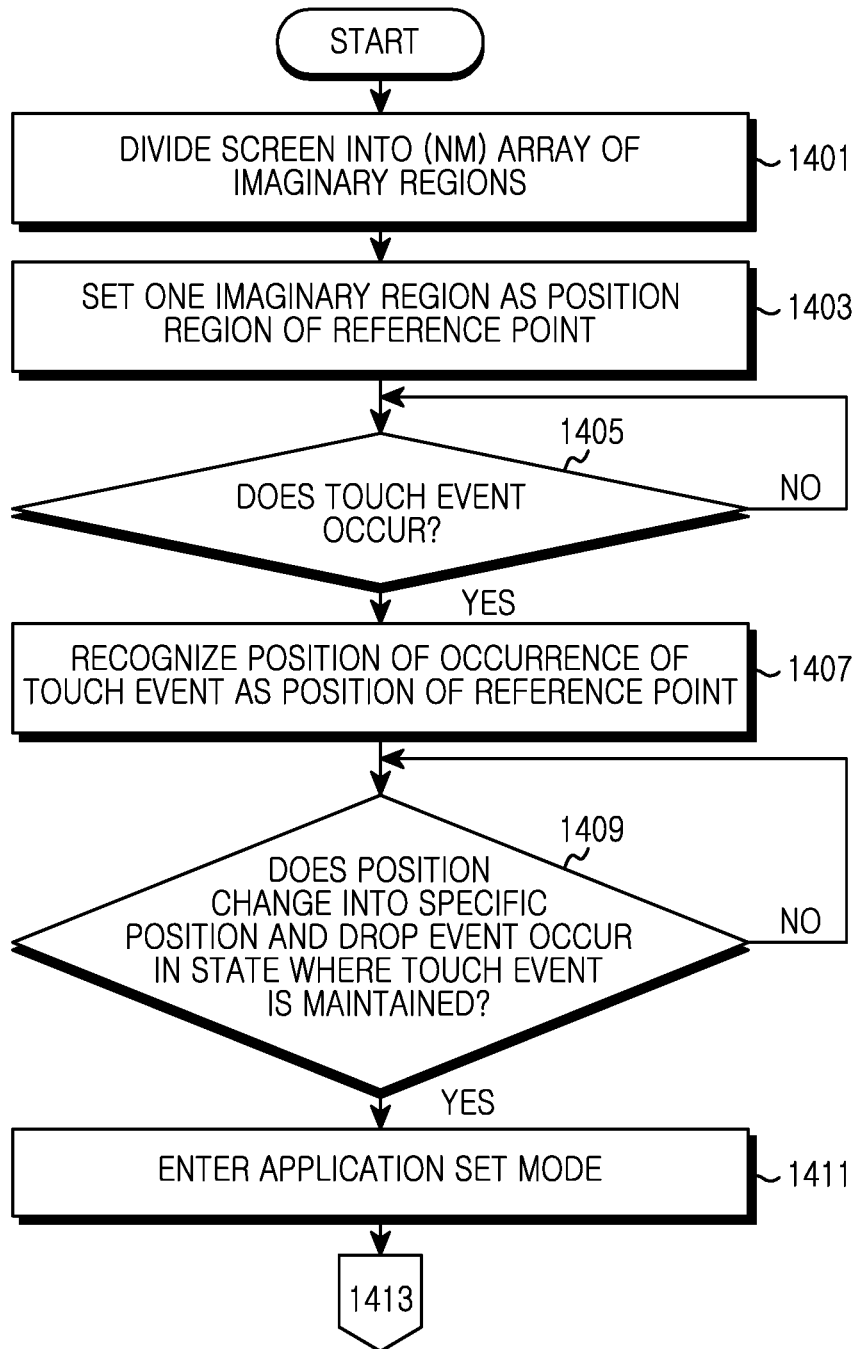 START
DIVIDE SCREEN INTO (NM) ARRAY OF
IMAGINARY REGIONS
1401
SET ONE IMAGINARY REGION AS POSITION
REGION OF REFERENCE POINT
1403
1405
DOES TOUCH EVENT
OCCUR?
NO
YES
RECOGNIZE POSITION OF OCCURRENCE OF
TOUCH EVENT AS POSITION OF REFERENCE POINT
1407
1409
DOES POSITION
CHANGE INTO SPECIFIC
POSITION AND DROP EVENT OCCUR
IN STATE WHERE TOUCH EVENT
IS MAINTAINED?
NO
YES
ENTER APPLICATION SET MODE
1411
1413